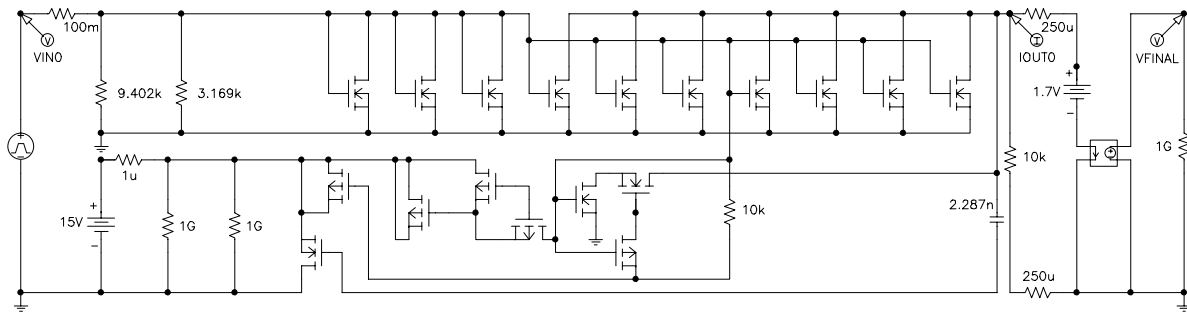 100m
V
VIN0
9.402k
3.169k
250u
I
IOUT0
V
VFINAL
+
1.7V
-
10k
1G
+
1u
15V
-
1G
1G
10k
2.287n
250u